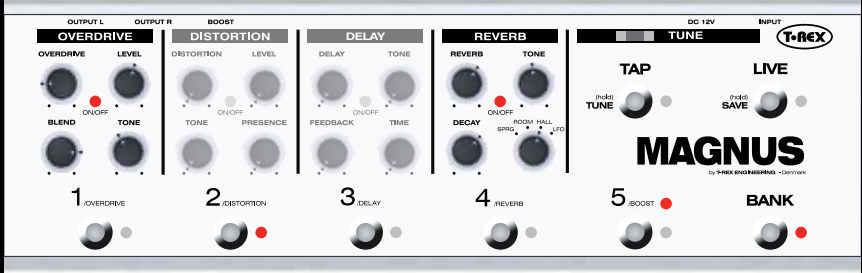 OUTPUT L OUTPUT R BOOST DC 12V INPUT
OVERDRIVE DISTORTION DELAY REVERB TUNE T-REX
OVERDRIVE LEVEL DISTORTION LEVEL DELAY TONE REVERB TONE
TAP LIVE
(hold) TUNE (hold) SAVE
ON/OFF ON/OFF ON/OFF ON/OFF
BLEND TONE TONE PRESENCE FEEDBACK TIME DECAY SPRG ROOM HALL LFO
MAGNUS
by T-REX ENGINEERING - Denmark
1/OVERDRIVE 2/DISTORTION 3/DELAY 4/REVERB 5/BOOST BANK